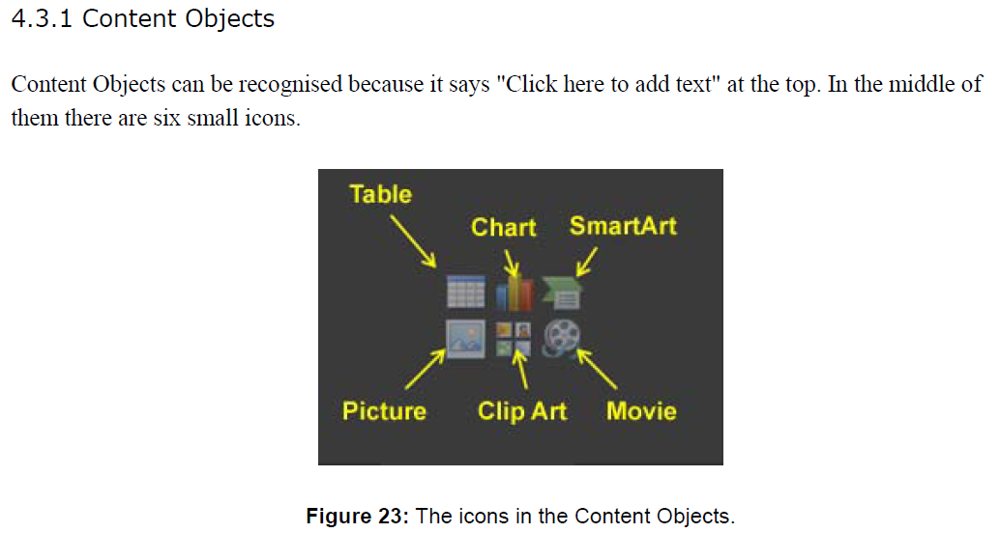 4.3.1 Content Objects
Content Objects can be recognised because it says "Click here to add text" at the top. In the middle of
them there are six small icons.
Table
Chart SmartArt
Picture Clip Art Movie
Figure 23: The icons in the Content Objects.